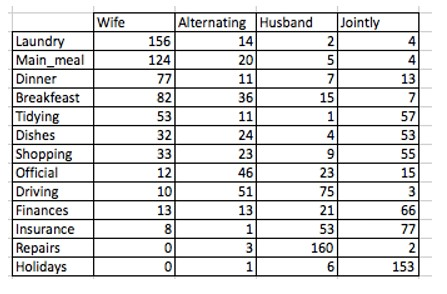 Wife Alternating Husband Jointly
Laundry 156 14 2 4
Main_meal 124 20 5 4
Dinner 77 11 7 13
Breakfeast 82 36 15 7
Tidying 53 11 1 57
Dishes 32 24 4 53
Shopping 33 23 9 55
Official 12 46 23 15
Driving 10 51 75 3
Finances 13 13 21 66
Insurance 8 1 53 77
Repairs 0 3 160 2
Holidays 0 1 6 153